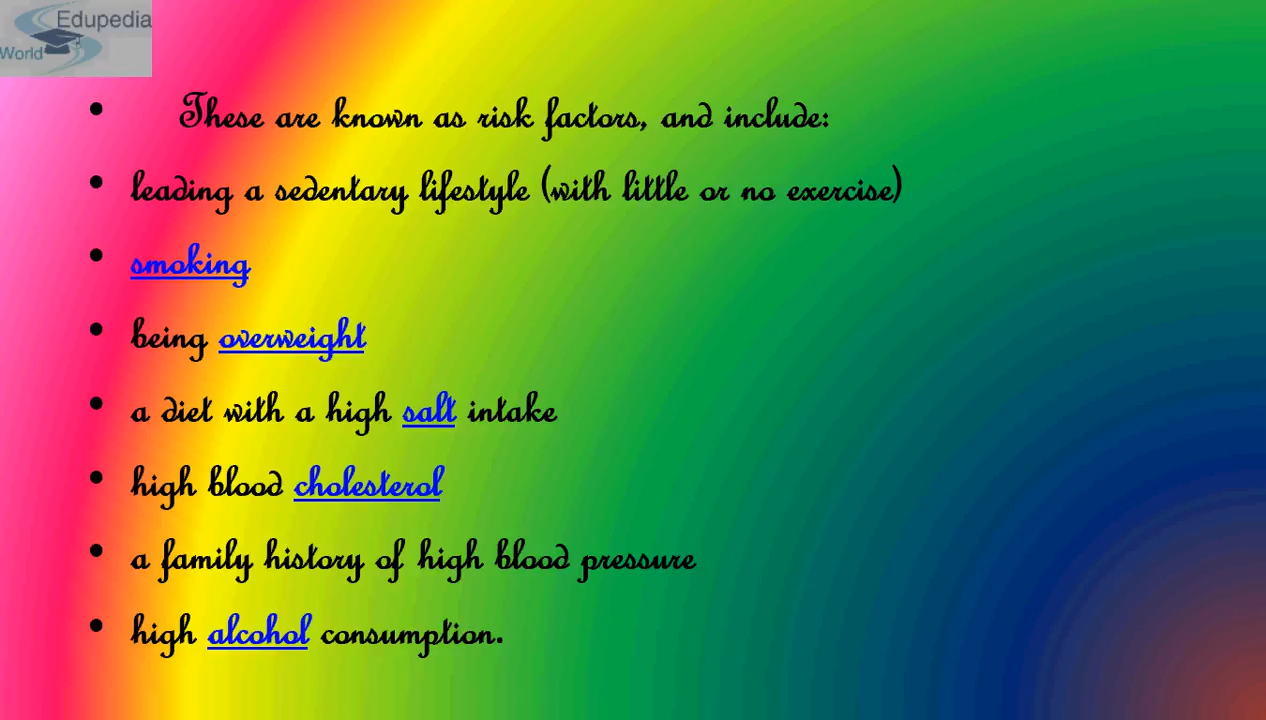 Edupedia
World
• These are known as risk factors, and include:
• leading a sedentary lifestyle (with little or no exercise)
• smoking
• being overweight
• a diet with a high salt intake
• high blood cholesterol
• a family history of high blood pressure
• high alcohol consumption.